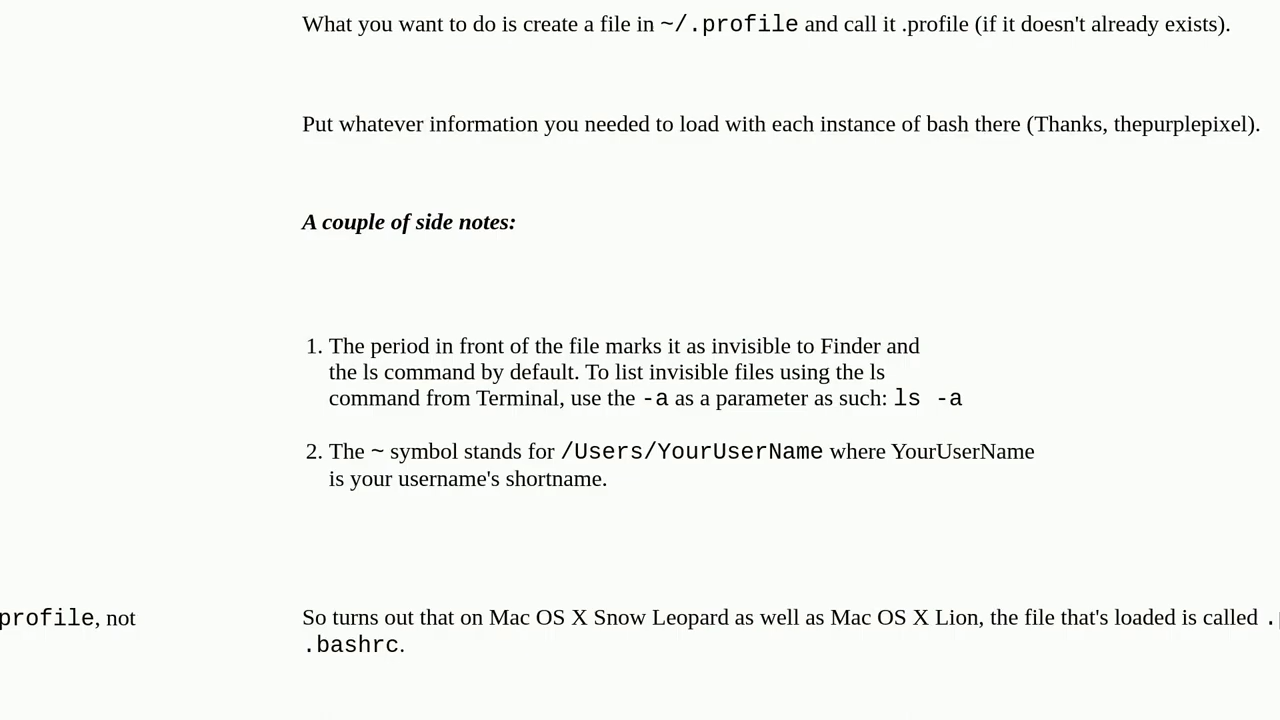 What you want to do is create a file in ~/.profile and call it .profile (if it doesn't already exists).
Put whatever information you needed to load with each instance of bash there (Thanks, thepurplepixel).
A couple of side notes:
1. The period in front of the file marks it as invisible to Finder and
the ls command by default. To list invisible files using the ls
command from Terminal, use the -a as a parameter as such: ls -a
2. The ~ symbol stands for /Users/YourUserName where YourUserName
is your username's shortname.
So turns out that on Mac OS X Snow Leopard as well as Mac OS X Lion, the file that's loaded is called .
profile, not
.bashrc.